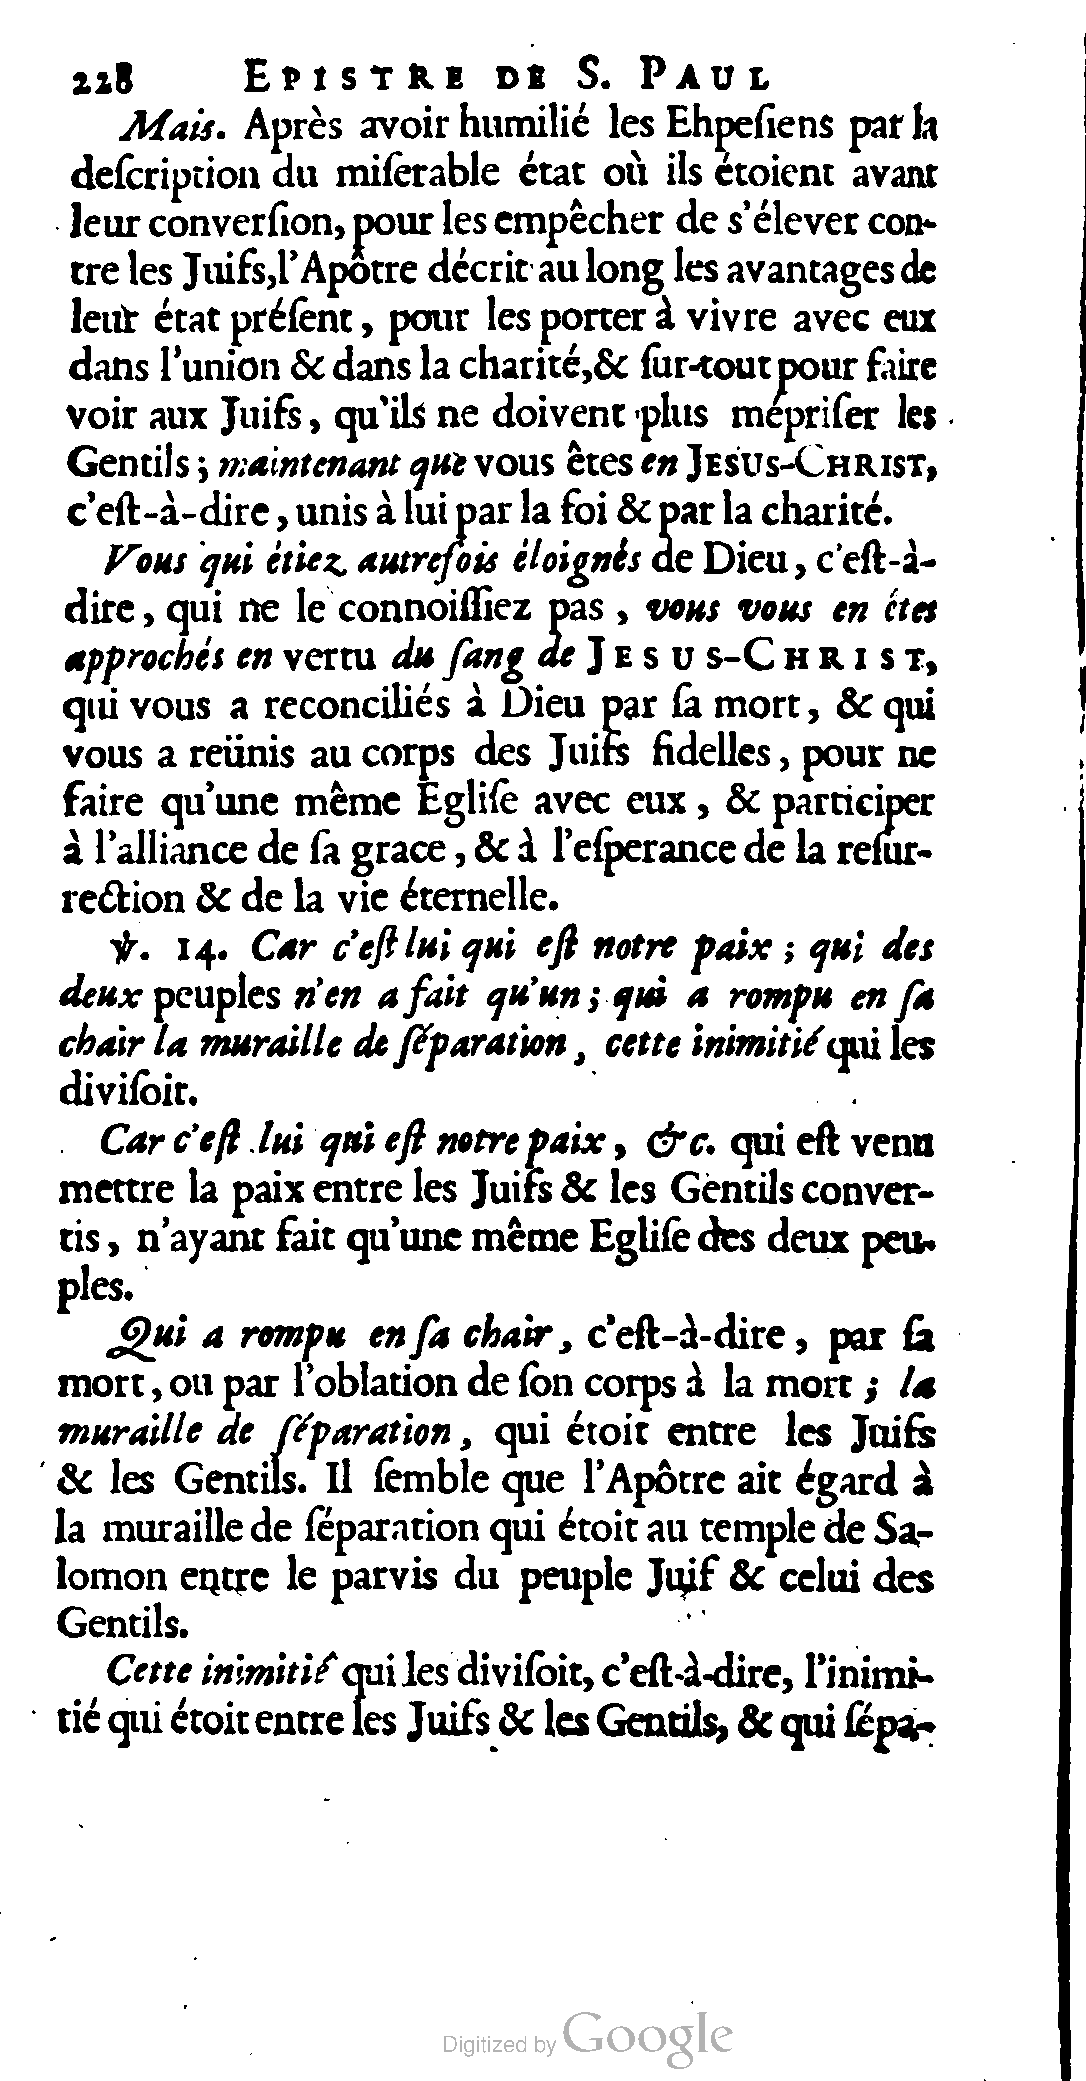 228 EPISTRE DE S. PAUL
Mais. Après avoir humilié les Ehpeſiens par la
deſcription du miſerable état où ils étoient avant
leur converſion, pour les empêcher de s'élever con-
tre les Juifs, l'Apôtre décrit au long les avantages de
leur état préſent, pour les porter à vivre avec eux
dans l'union & dans la charité, & ſur-tout pour faire
voir aux Juifs, qu'ils ne doivent plus mépriſer les
Gentils; maintenant que vous êtes en JESUS-CHRIST,
c'eſt-à-dire, unis à lui par la foi & par la charité.
Vous qui étiez autrefois éloignés de Dieu, c'eſt-à-
dire, qui ne le connoiſſiez pas, vous vous en êtes
approchés en vertu du ſang de JESUS-CHRIST,
qui vous a reconciliés à Dieu par ſa mort, & qui
vous a reünis au corps des Juifs fidelles, pour ne
faire qu'une même Egliſe avec eux, & participer
à l'alliance de ſa grace, & à l'eſperance de la reſur-
rection & de la vie éternelle.
℣. 14. Car c'eſt lui qui eſt notre paix; qui des
deux peuples n'en a fait qu'un; qui a rompu en ſa
chair la muraille de ſéparation, cette inimitié qui les
diviſoit.
Car c'eſt lui qui eſt notre paix, &c. qui eſt venu
mettre la paix entre les Juifs & les Gentils conver-
tis, n'ayant fait qu'une même Egliſe des deux peu-
ples.
Qui a rompu en ſa chair, c'eſt-à-dire, par ſa
mort, ou par l'oblation de ſon corps à la mort; la
muraille de ſéparation, qui étoit entre les Juifs
& les Gentils. Il ſemble que l'Apôtre ait égard à
la muraille de ſéparation qui étoit au temple de Sa-
lomon entre le parvis du peuple Juif & celui des
Gentils.
Cette inimitié qui les diviſoit, c'eſt-à-dire, l'inimi-
tié qui étoit entre les Juifs & les Gentils, & qui ſépa-
Digitized by Google